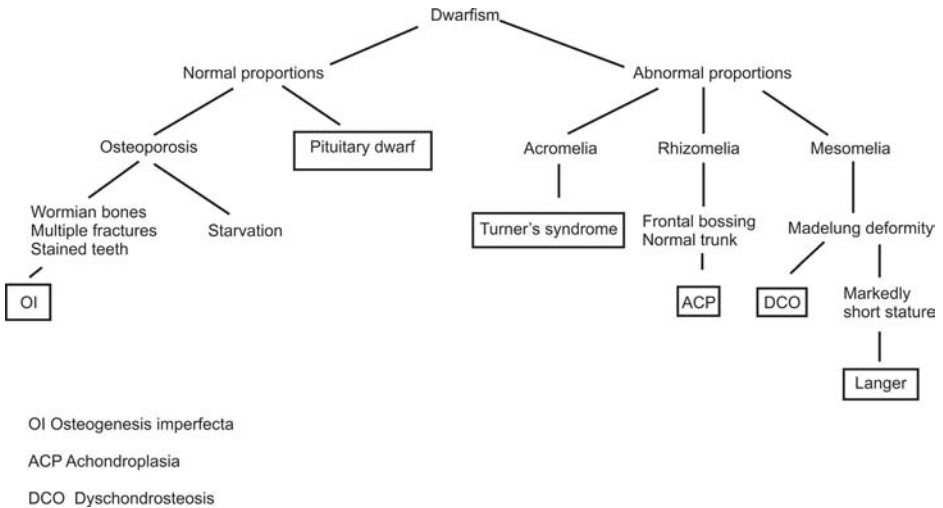 Dwarfism
Normal proportions
Abnormal proportions
Osteoporosis
Pituitary dwarf
Acromelia
Rhizomelia
Mesomelia
Wormian bones
Multiple fractures
Stained teeth
Starvation
Turner's syndrome
Frontal bossing
Normal trunk
Madelung deformity
OI
ACP
DCO
Markedly
short stature
Langer
OI Osteogenesis imperfecta
ACP Achondroplasia
DCO Dyschondrosteosis